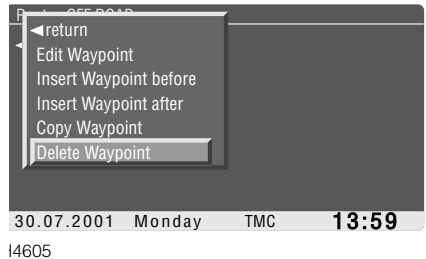 return
Edit Waypoint
Insert Waypoint before
Insert Waypoint after
Copy Waypoint
Delete Waypoint
30.07.2001 Monday TMC 13:59
H4605